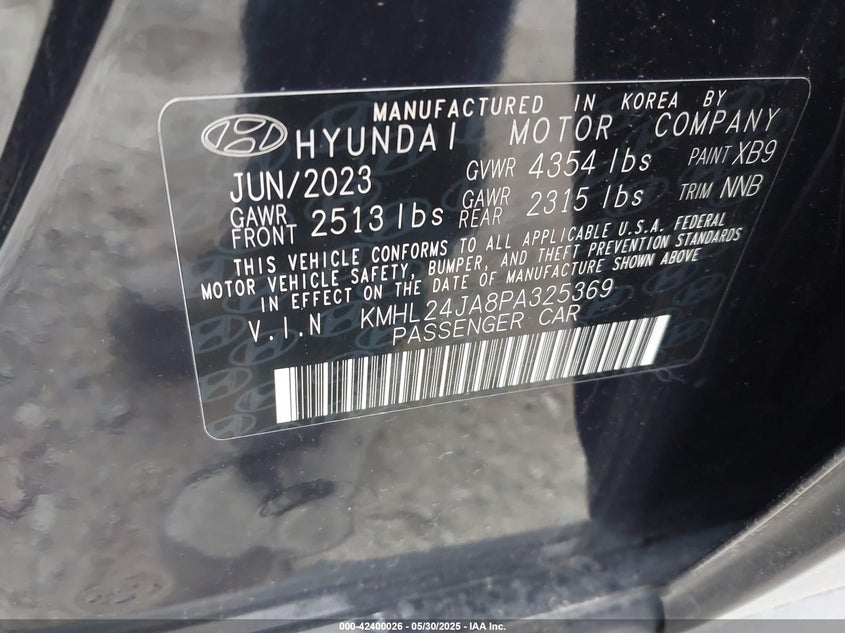 MANUFACTURED IN KOREA BY
HYUNDAI MOTOR COMPANY
JUN/2023 GVWR 4354 lbs PAINT XB9
GAWR FRONT 2513 lbs GAWR REAR 2315 lbs TRIM NNB
THIS VEHICLE CONFORMS TO ALL APPLICABLE U.S.A. FEDERAL
MOTOR VEHICLE SAFETY, BUMPER, AND THEFT PREVENTION STANDARDS
IN EFFECT ON THE DATE OF MANUFACTURE SHOWN ABOVE
V.I.N KMHL24JA8PA325369
PASSENGER CAR
000-42400026 - 05/30/2025 - IAA Inc.